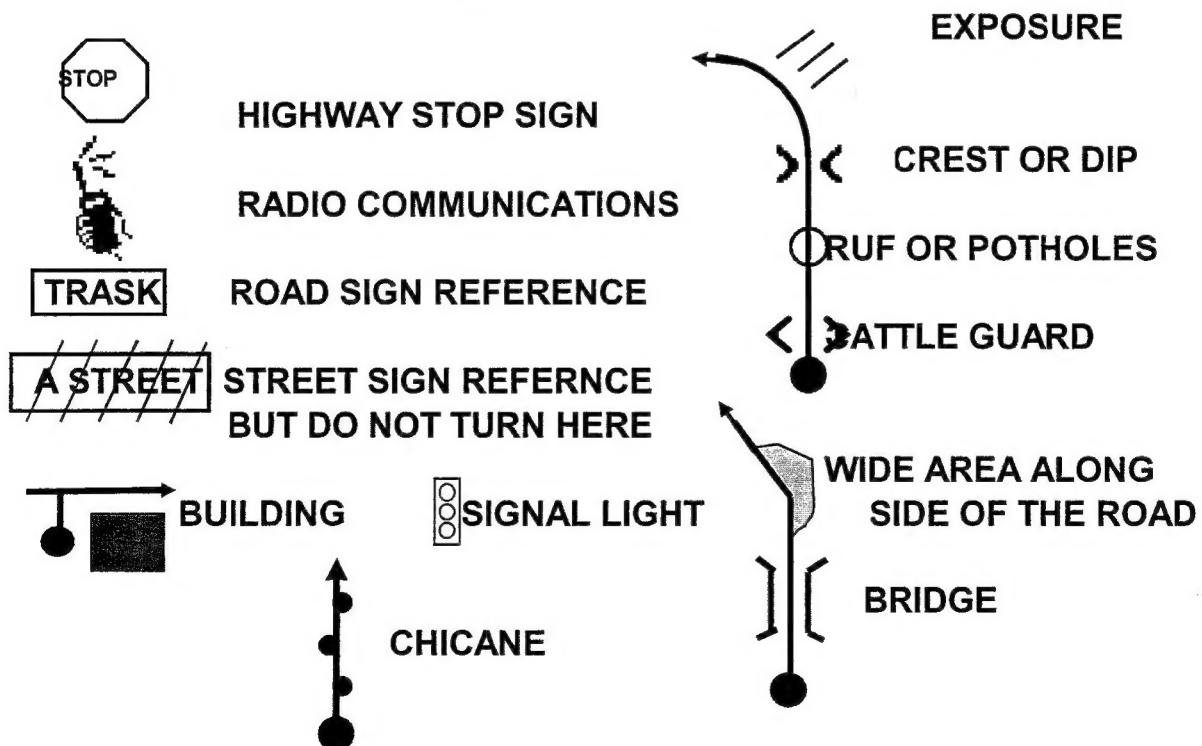 STOP
HIGHWAY STOP SIGN
RADIO COMMUNICATIONS
TRASK
ROAD SIGN REFERENCE
A STREET
STREET SIGN REFERNCE
BUT DO NOT TURN HERE
BUILDING
SIGNAL LIGHT
CHICANE
EXPOSURE
CREST OR DIP
RUF OR POTHOLES
CATTLE GUARD
WIDE AREA ALONG
SIDE OF THE ROAD
BRIDGE